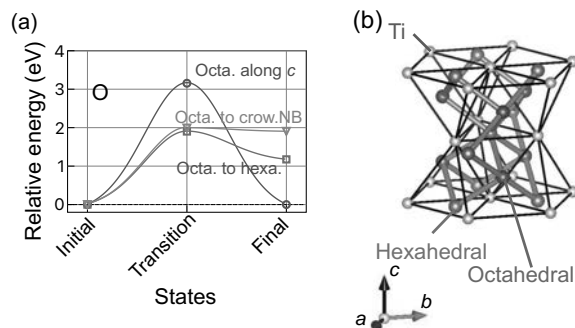 (a)
Relative energy (eV)
4
3
2
1
0
O
Octa. along c
Octa. to crow.NB
Octa. to hexa.
Initial
Transition
Final
States
(b)
Ti
Hexahedral
Octahedral
c
b
a